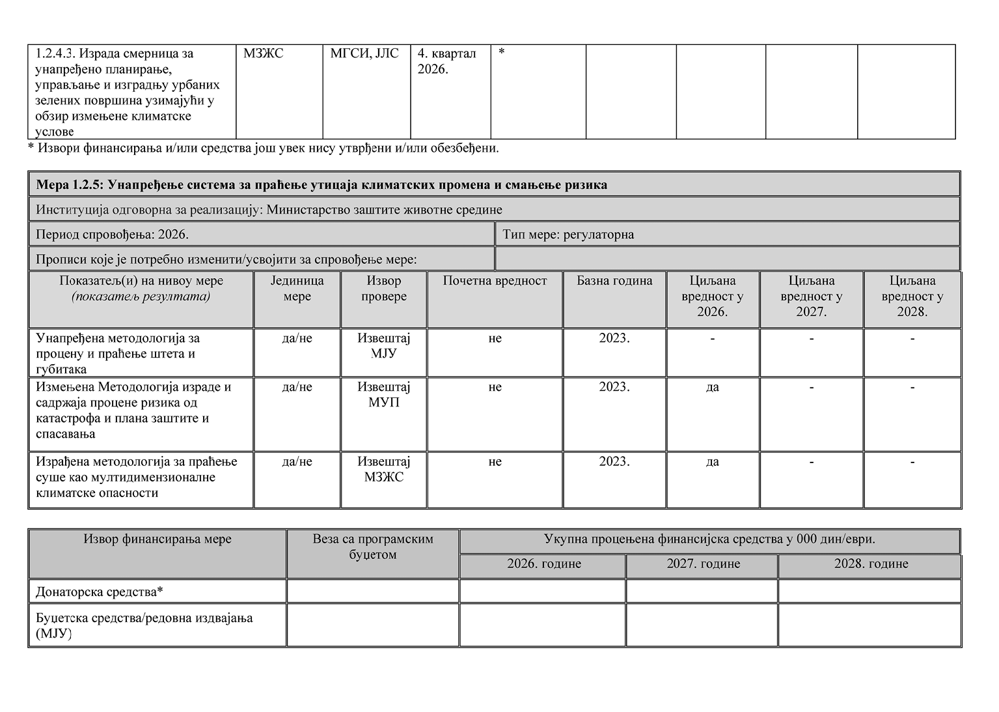 1.2.4.3. Израда смерница за
унапређено планирање,
управљање и изградњу урбаних
зелених површина узимајући у
обзир измењене климатске
услове
МЗЖС
МГСИ, ЈЛС
4. квартал
2026.
*
* Извори финансирања и/или средства још увек нису утврђени и/или обезбеђени.
Мера 1.2.5: Унапређење система за праћење утицаја климатских промена и смањење ризика
Институција одговорна за реализацију: Министарство заштите животне средине
Период спровођења: 2026.
Тип мере: регулаторна
Прописи које је потребно изменити/усвојити за спровођење мере:
Показатељ(и) на нивоу мере
(показатељ резултата)
Јединица
мере
Извор
провере
Почетна вредност
Базна година
Циљана
вредност у
2026.
Циљана
вредност у
2027.
Циљана
вредност у
2028.
Унапређена методологија за
процену и праћење штета и
губитака
да/не
Извештај
МЈУ
не
2023.
-
-
-
Измењена Методологија израде и
садржаја процене ризика од
катастрофа и плана заштите и
спасавања
да/не
Извештај
МУП
не
2023.
да
-
-
Израђена методологија за праћење
суше као мултидимензионалне
климатске опасности
да/не
Извештај
МЗЖС
не
2023.
да
-
-
Извор финансирања мере
Веза са програмским
буџетом
Укупна процењена финансијска средства у 000 дин/еври.
2026. године
2027. године
2028. године
Донаторска средства*
Буџетска средства/редовна издвајања
(МЈУ)